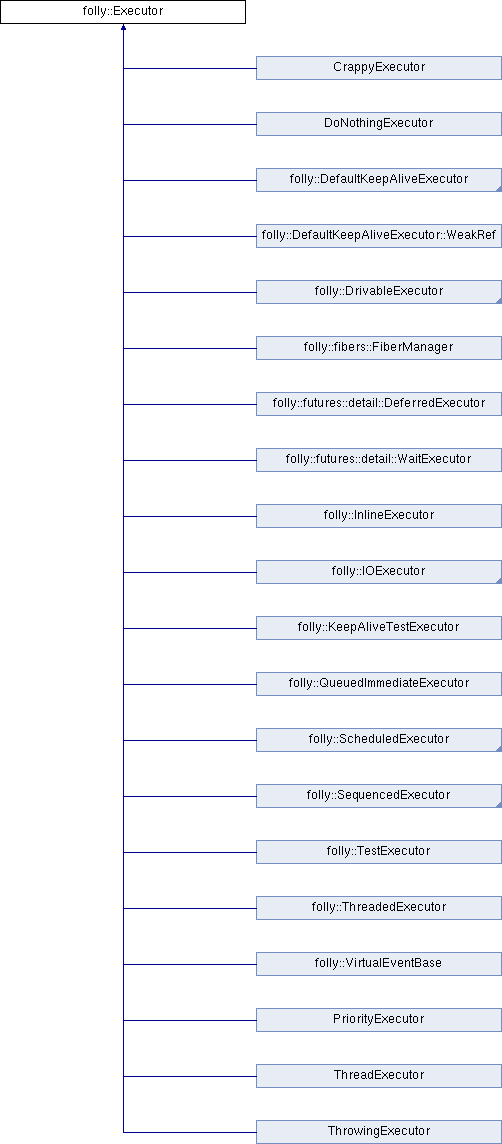 folly::Executor
CrappyExecutor
DoNothingExecutor
folly::DefaultKeepAliveExecutor
folly::DefaultKeepAliveExecutor::WeakRef
folly::DrivableExecutor
folly::fibers::FiberManager
folly::futures::detail::DeferredExecutor
folly::futures::detail::WaitExecutor
folly::InlineExecutor
folly::IOExecutor
folly::KeepAliveTestExecutor
folly::QueuedImmediateExecutor
folly::ScheduledExecutor
folly::SequencedExecutor
folly::TestExecutor
folly::ThreadedExecutor
folly::VirtualEventBase
PriorityExecutor
ThreadExecutor
ThrowingExecutor